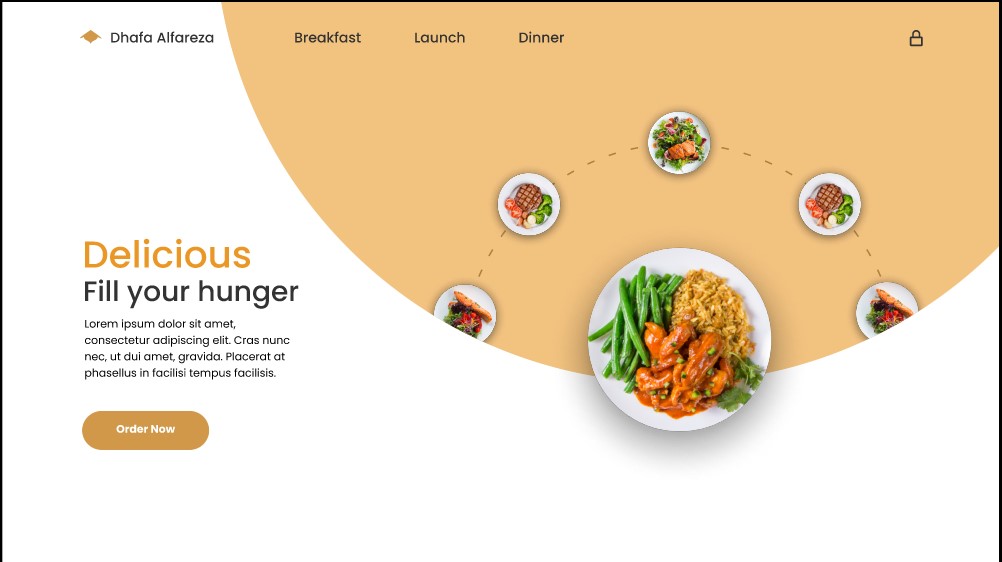 Dhafa Alfareza Breakfast Launch Dinner
Delicious
Fill your hunger
Lorem ipsum dolor sit amet,
consectetur adipiscing elit. Cras nunc
nec, ut dui amet, gravida. Placerat at
phasellus in facilisi tempus facilisis.
Order Now